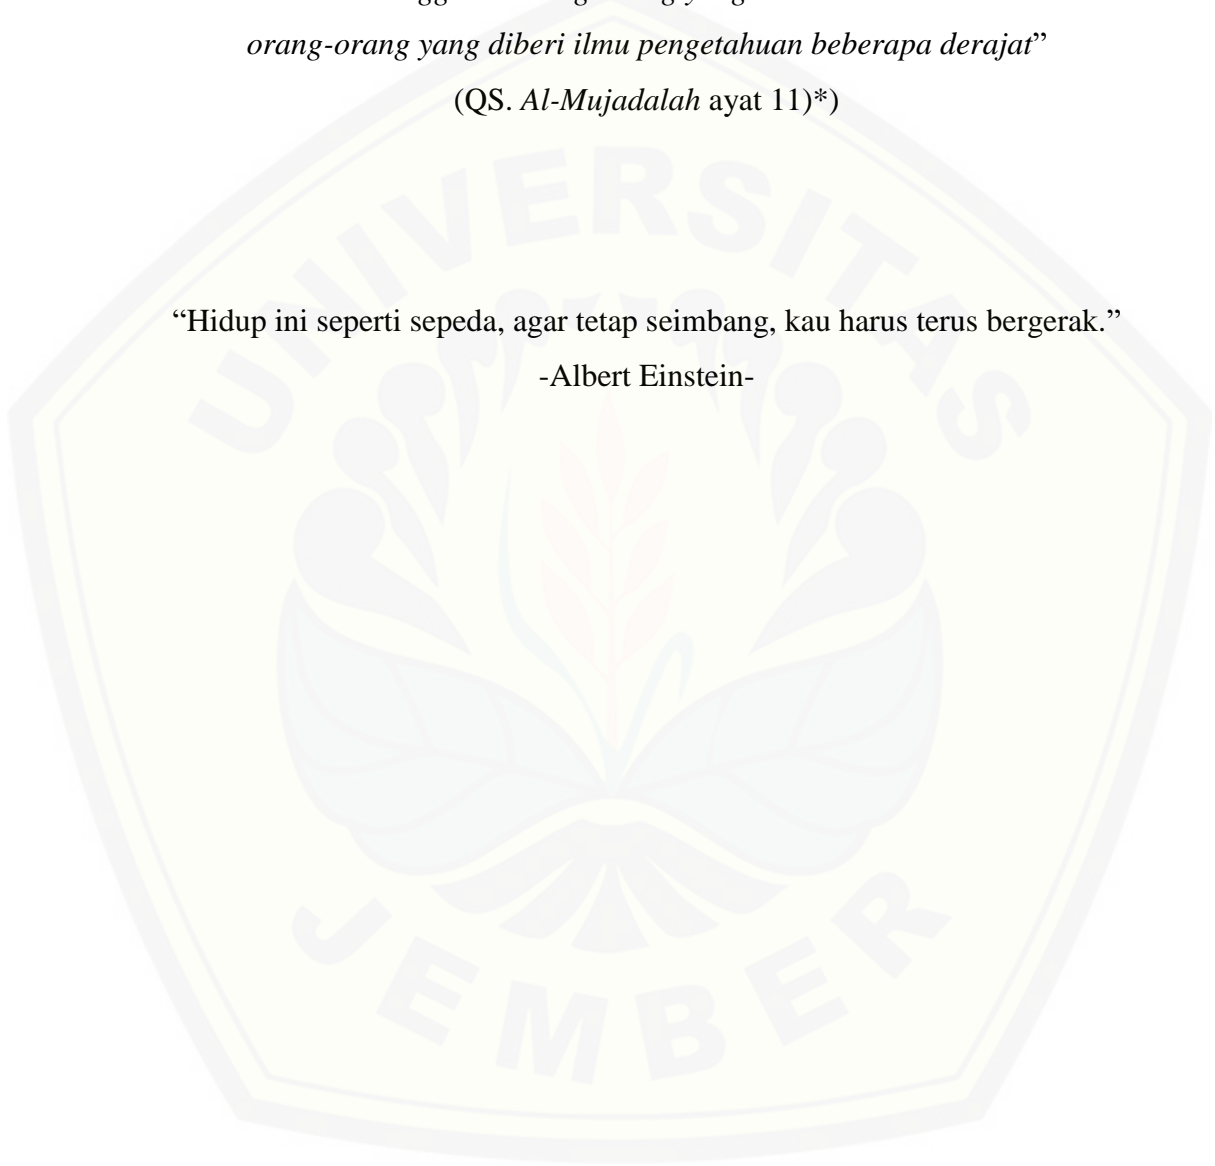 orang-orang yang diberi ilmu pengetahuan beberapa derajat”
(QS. Al-Mujadalah ayat 11)*)
UNIVERSITAS
“Hidup ini seperti sepeda, agar tetap seimbang, kau harus terus bergerak.”
-Albert Einstein-
JEMBER